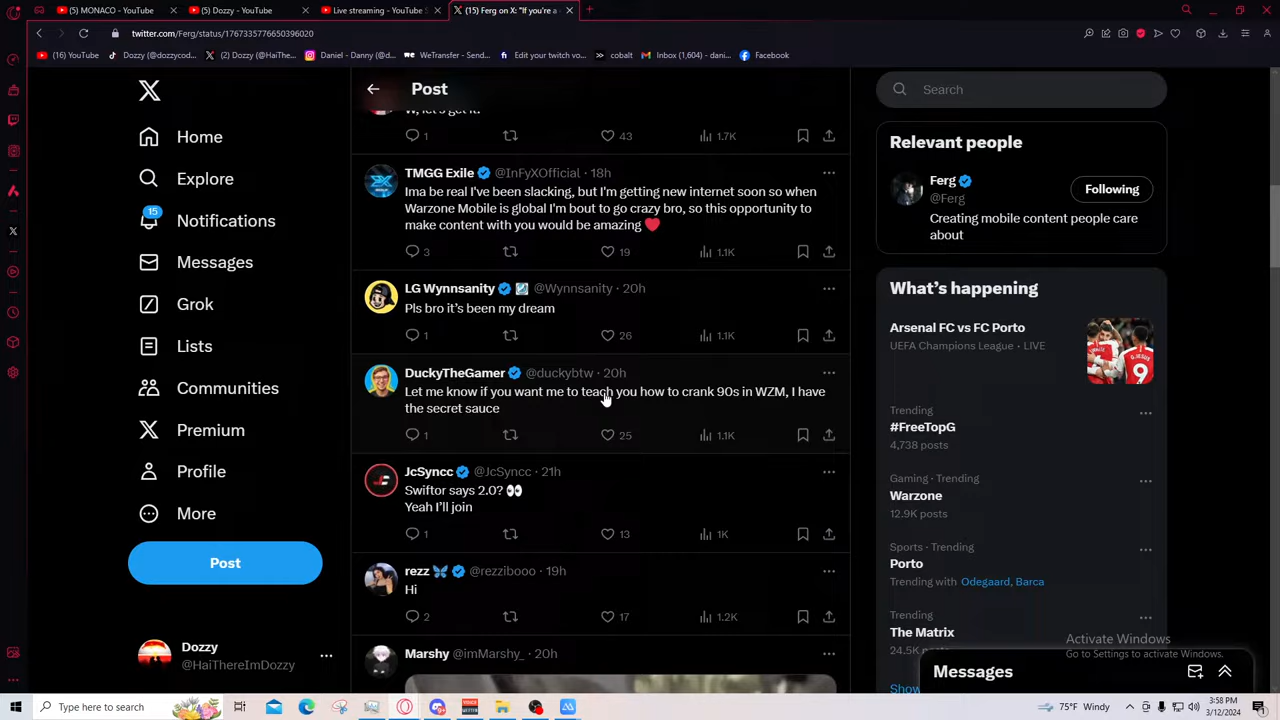 (5) MONACO - YouTube
(5) Dozzy - YouTube
Live streaming - YouTube S
(15) Ferg on X: "If you're a
twitter.com/Ferg/status/1767335776650396020
(16) YouTube
Dozzy (@dozzycod...
(2) Dozzy (@HaiThe...
Daniel - Danny (@d...
WeTransfer - Send...
Edit your twitch vo...
cobalt
Inbox (1,604) - dani...
Facebook
Home
Explore
15
Notifications
Messages
Grok
Lists
Communities
Premium
Profile
More
Post
Dozzy
@HaiThereImDozzy
Post
W, let's get it!
1
43
1.7K
TMGG Exile @InFyXOfficial · 18h
Ima be real I've been slacking, but I'm getting new internet soon so when
Warzone Mobile is global I'm bout to go crazy bro, so this opportunity to
make content with you would be amazing ❤️
3
19
1.1K
LG Wynnsanity @Wynnsanity · 20h
Pls bro it's been my dream
1
26
1.1K
DuckyTheGamer @duckybtw · 20h
Let me know if you want me to teach you how to crank 90s in WZM, I have
the secret sauce
1
25
1.1K
JcSyncc @JcSyncc · 21h
Swiftor says 2.0? 👀
Yeah I'll join
1
13
1K
rezz 🦋 @rezzibooo · 19h
Hi
2
17
1.2K
Marshy @imMarshy_ · 20h
Search
Relevant people
Ferg
@Ferg
Following
Creating mobile content people care
about
What's happening
Arsenal FC vs FC Porto
UEFA Champions League · LIVE
Trending
#FreeTopG
4,738 posts
Gaming · Trending
Warzone
12.9K posts
Sports · Trending
Porto
Trending with Odegaard, Barca
Trending
The Matrix
24.5K
Show
Activate Windows
Go to Settings to activate Windows.
Messages
Type here to search
75°F Windy
3:58 PM
3/12/2024